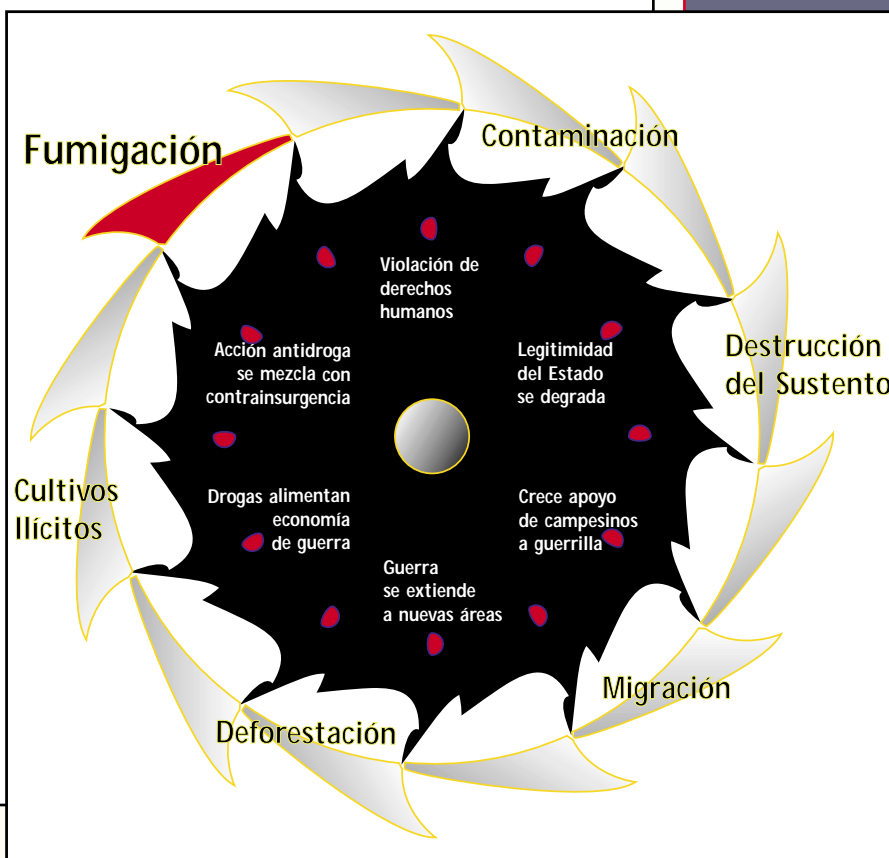 Fumigación
Contaminación
Destrucción
del Sustento
Migración
Deforestación
Cultivos
Ilícitos
Violación de
derechos
humanos
Legitimidad
del Estado
se degrada
Crece apoyo
de campesinos
a guerrilla
Guerra
se extiende
a nuevas áreas
Drogas alimentan
economía
de guerra
Acción antidroga
se mezcla con
contrainsurgencia